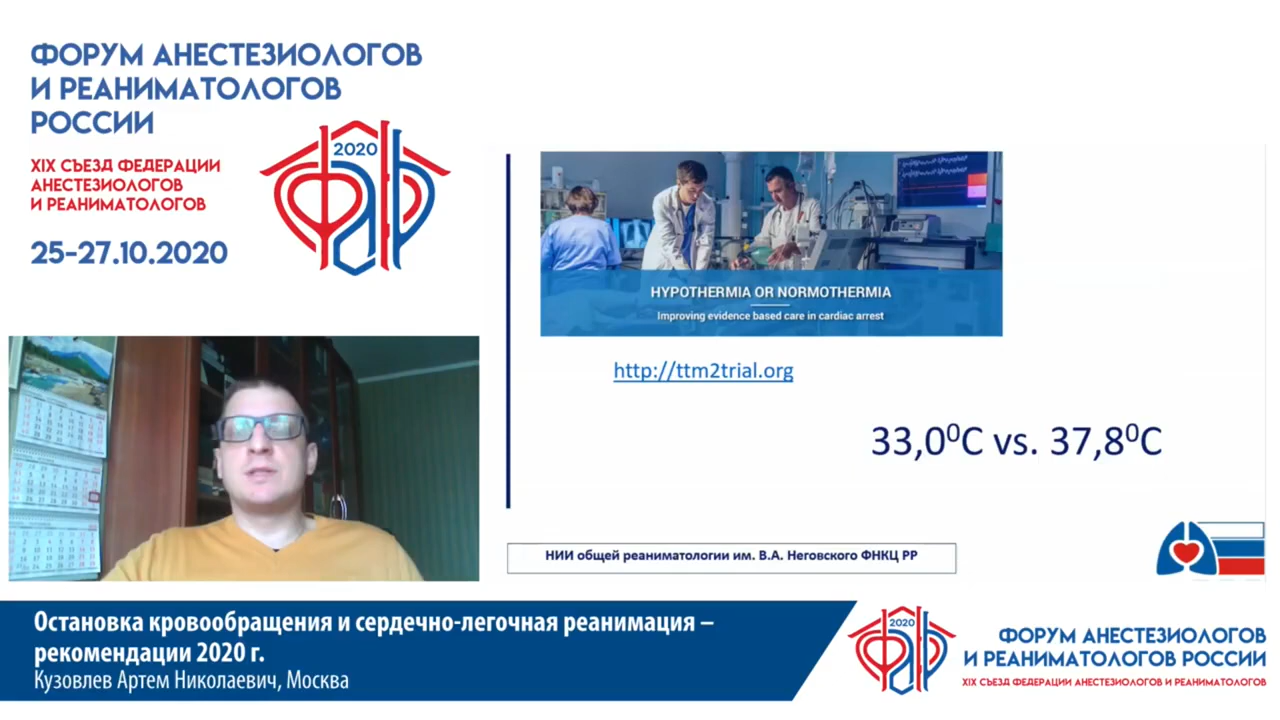 ФОРУМ АНЕСТЕЗИОЛОГОВ
И РЕАНИМАТОЛОГОВ
РОССИИ
XIX СЪЕЗД ФЕДЕРАЦИИ
АНЕСТЕЗИОЛОГОВ
И РЕАНИМАТОЛОГОВ
25-27.10.2020
2020
ФАР
HYPOTHERMIA OR NORMOTHERMIA
Improving evidence based care in cardiac arrest
http://ttm2trial.org
33,0⁰C vs. 37,8⁰C
НИИ общей реаниматологии им. В.А. Неговского ФНКЦ РР
Остановка кровообращения и сердечно-легочная реанимация –
рекомендации 2020 г.
Кузовлев Артем Николаевич, Москва
2020
ФАР
ФОРУМ АНЕСТЕЗИОЛОГОВ
И РЕАНИМАТОЛОГОВ РОССИИ
XIX СЪЕЗД ФЕДЕРАЦИИ АНЕСТЕЗИОЛОГОВ И РЕАНИМАТОЛОГОВ